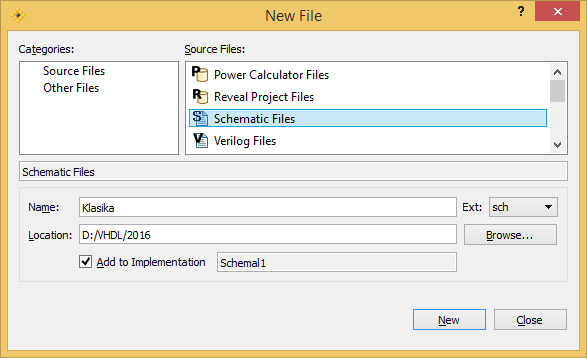 New File
?
Categories:
Source Files:
Source Files
Other Files
Power Calculator Files
Reveal Project Files
Schematic Files
Verilog Files
Schematic Files
Name: Klasika Ext: sch
Location: D:/VHDL/2016 Browse...
Add to Implementation Schemal1
New Close